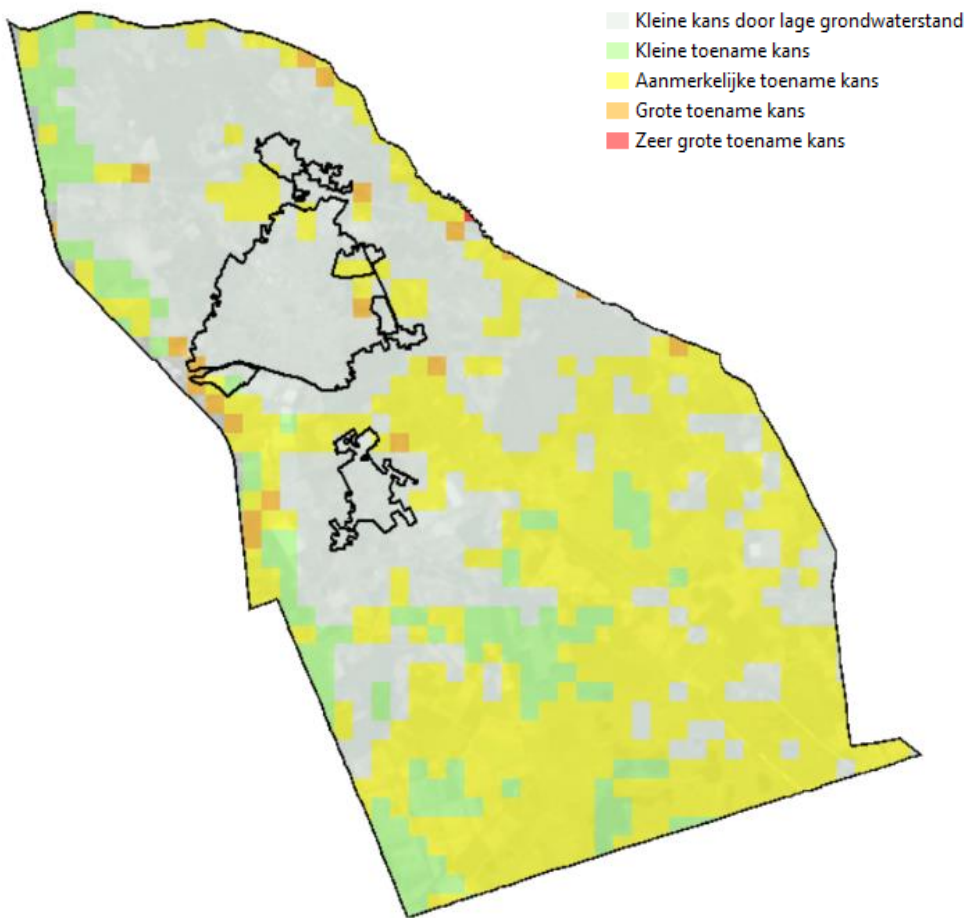 Kleine kans door lage grondwaterstand
Kleine toename kans
Aanmerkelijke toename kans
Grote toename kans
Zeer grote toename kans